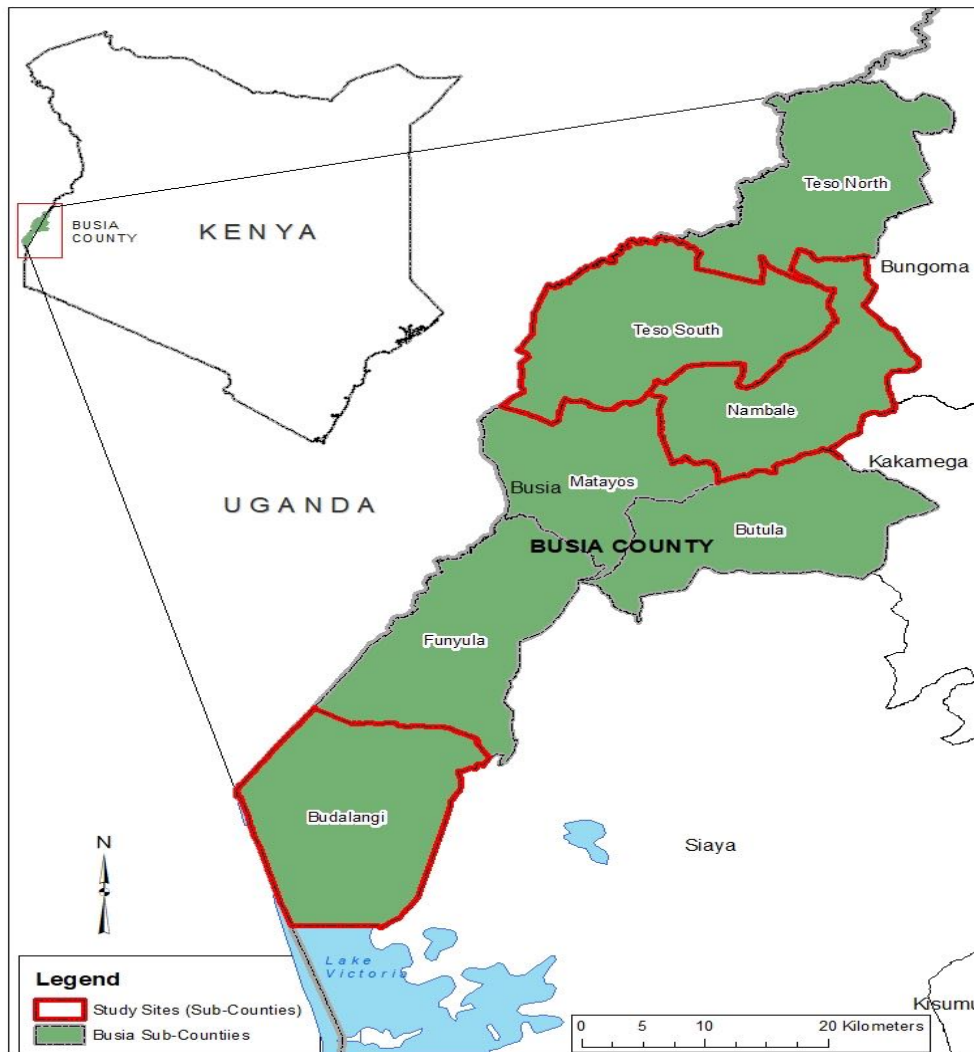 Teso North
BUSIA
COUNTY
KENYA
Bungoma
Teso South
Nambale
Kakamega
Busia
Matayos
UGANDA
Butula
BUSIA COUNTY
Funyula
Budalangi
N
Siaya
Lake
Victoria
Legend
Study Sites (Sub-Counties)
Busia Sub-Countiies
Kisumu
0 5 10 20 Kilometers